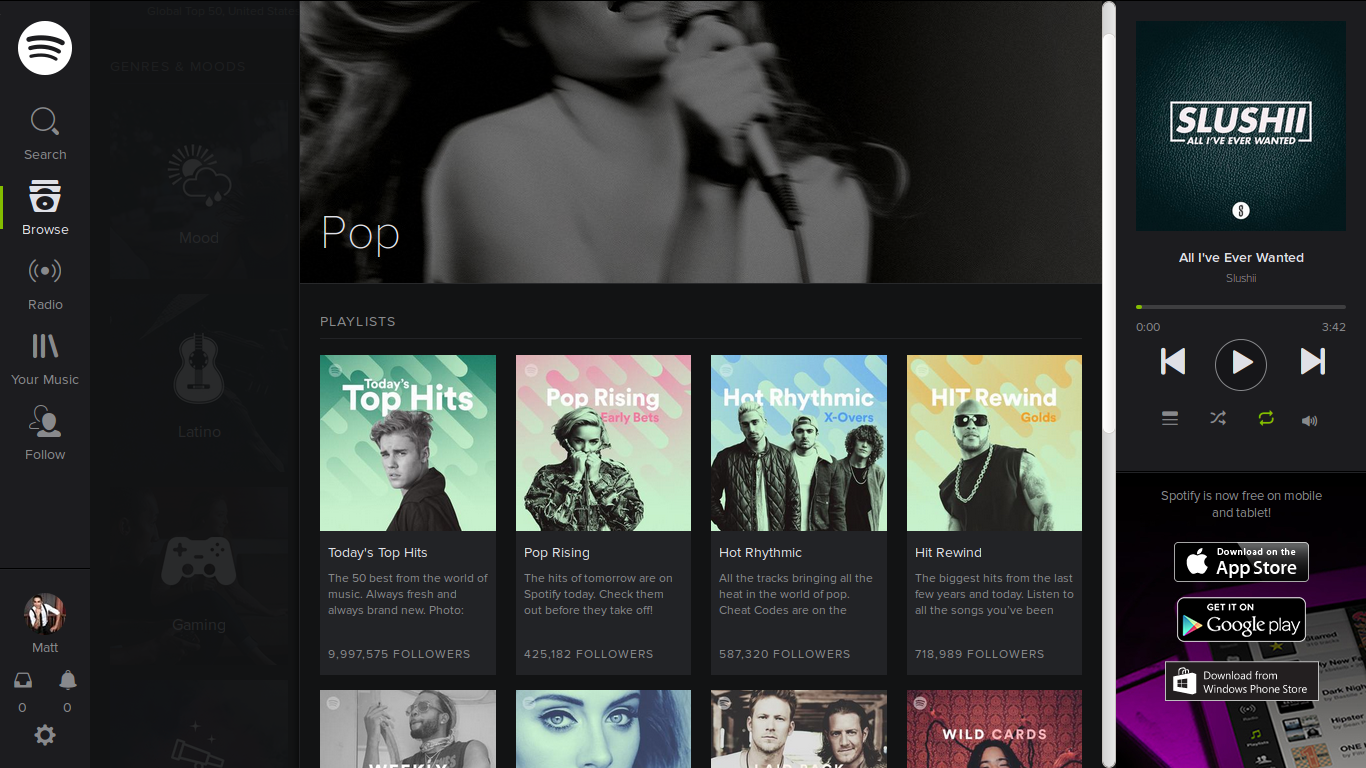 Search
Browse
Radio
Your Music
Follow
Matt
0
0
Global Top 50, United States
GENRES & MOODS
Mood
Latino
Gaming
Pop
PLAYLISTS
Today's
Top Hits
Today's Top Hits
The 50 best from the world of
music. Always fresh and
always brand new. Photo:
9,997,575 FOLLOWERS
Pop Rising
Early Bets
Pop Rising
The hits of tomorrow are on
Spotify today. Check them
out before they take off!
425,182 FOLLOWERS
Hot Rhythmic
X-Overs
Hot Rhythmic
All the tracks bringing all the
heat in the world of pop.
Cheat Codes are on the
587,320 FOLLOWERS
HIT Rewind
Golds
Hit Rewind
The biggest hits from the last
few years and today. Listen to
all the songs you've been
718,989 FOLLOWERS
WEEKLY
LAID BACK
WILD CARDS
SLUSHII
ALL I'VE EVER WANTED
S
All I've Ever Wanted
Slushii
0:00
3:42
Spotify is now free on mobile
and tablet!
Download on the
App Store
GET IT ON
Google play
Download from
Windows Phone Store
Starred
Playlists